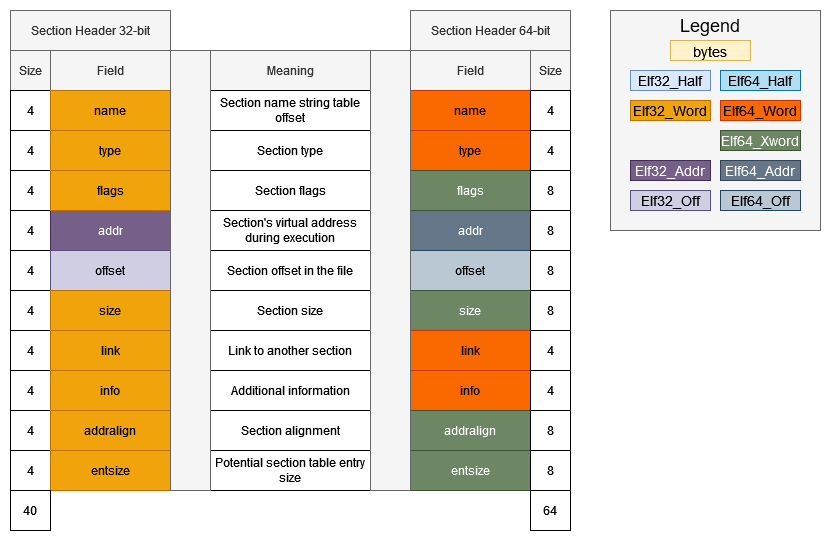 Section Header 32-bit
Section Header 64-bit
Size
Field
Meaning
Field
Size
4
name
Section name string table
offset
name
4
4
type
Section type
type
4
4
flags
Section flags
flags
8
4
addr
Section's virtual address
during execution
addr
8
4
offset
Section offset in the file
offset
8
4
size
Section size
size
8
4
link
Link to another section
link
4
4
info
Additional information
info
4
4
addralign
Section alignment
addralign
8
4
entsize
Potential section table entry
size
entsize
8
40
64
Legend
bytes
Elf32_Half
Elf64_Half
Elf32_Word
Elf64_Word
Elf64_Xword
Elf32_Addr
Elf64_Addr
Elf32_Off
Elf64_Off